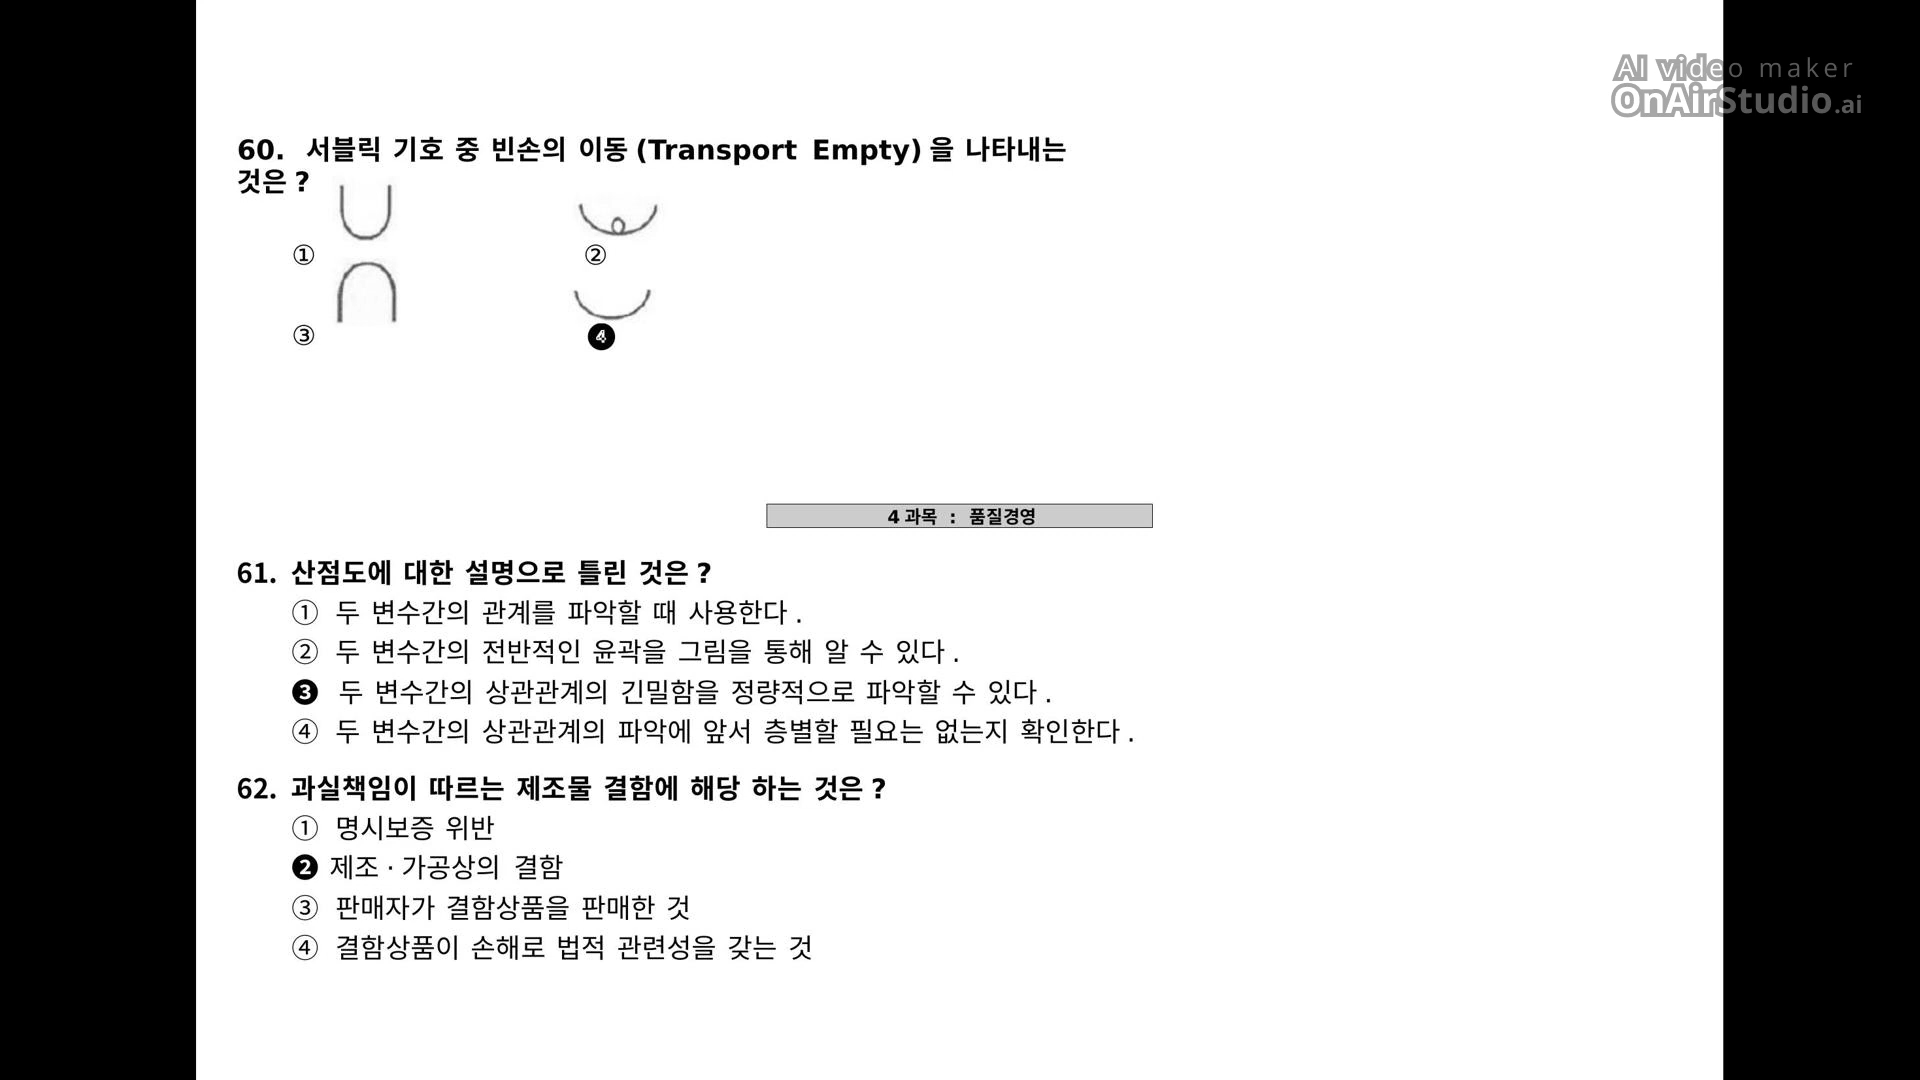 AI video maker
OnAirStudio.ai
60. 서블릭 기호 중 빈손의 이동(Transport Empty)을 나타내는
것은?
① ②
③ ❹
4과목 : 품질경영
61. 산점도에 대한 설명으로 틀린 것은?
① 두 변수간의 관계를 파악할 때 사용한다.
② 두 변수간의 전반적인 윤곽을 그림을 통해 알 수 있다.
❸ 두 변수간의 상관관계의 긴밀함을 정량적으로 파악할 수 있다.
④ 두 변수간의 상관관계의 파악에 앞서 층별할 필요는 없는지 확인한다.
62. 과실책임이 따르는 제조물 결함에 해당 하는 것은?
① 명시보증 위반
❷ 제조·가공상의 결함
③ 판매자가 결함상품을 판매한 것
④ 결함상품이 손해로 법적 관련성을 갖는 것